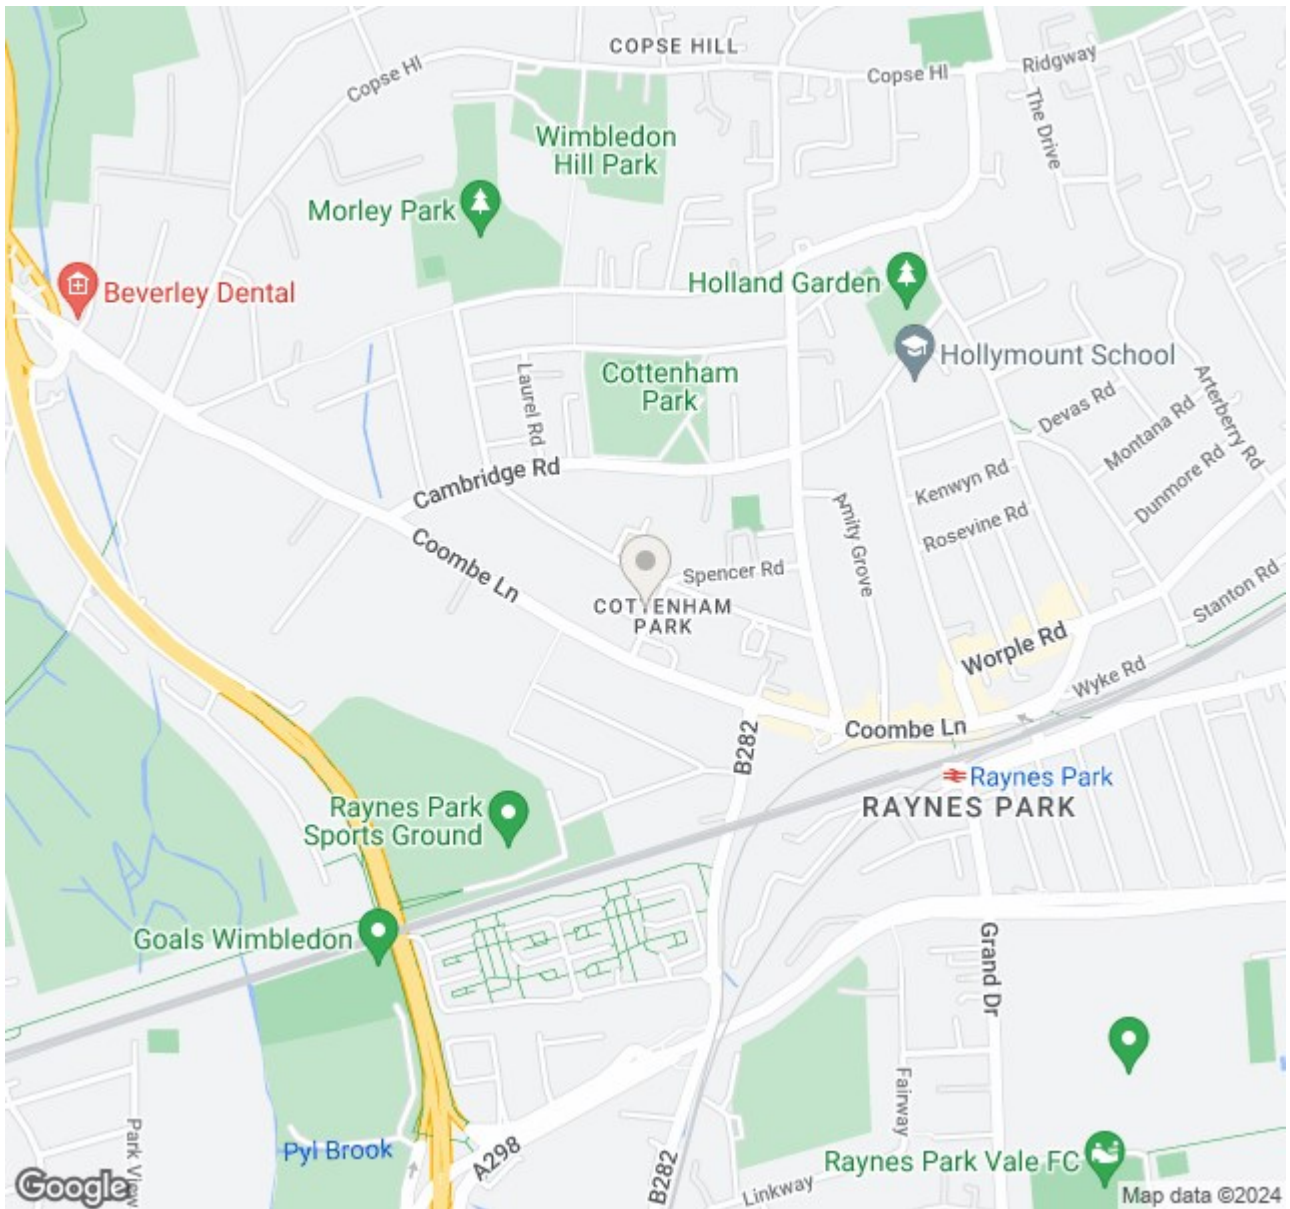 COPSE HILL
Copse Hl
Copse Hl
Ridgway
The Drive
Wimbledon
Hill Park
Morley Park
Holland Garden
Beverley Dental
Hollymount School
Cottenham
Park
Laurel Rd
Devas Rd
Montana Rd
Arterberry Rd
Dunmore Rd
Cambridge Rd
Kenwyn Rd
Rosevine Rd
Amity Grove
Coombe Ln
Spencer Rd
COTTENHAM
PARK
Stanton Rd
Worple Rd
Wyke Rd
Coombe Ln
B282
Raynes Park
RAYNES PARK
Raynes Park
Sports Ground
Goals Wimbledon
Grand Dr
Fairway
Park View
Pyl Brook
A298
B282
Linkway
Raynes Park Vale FC
Google
Map data ©2024